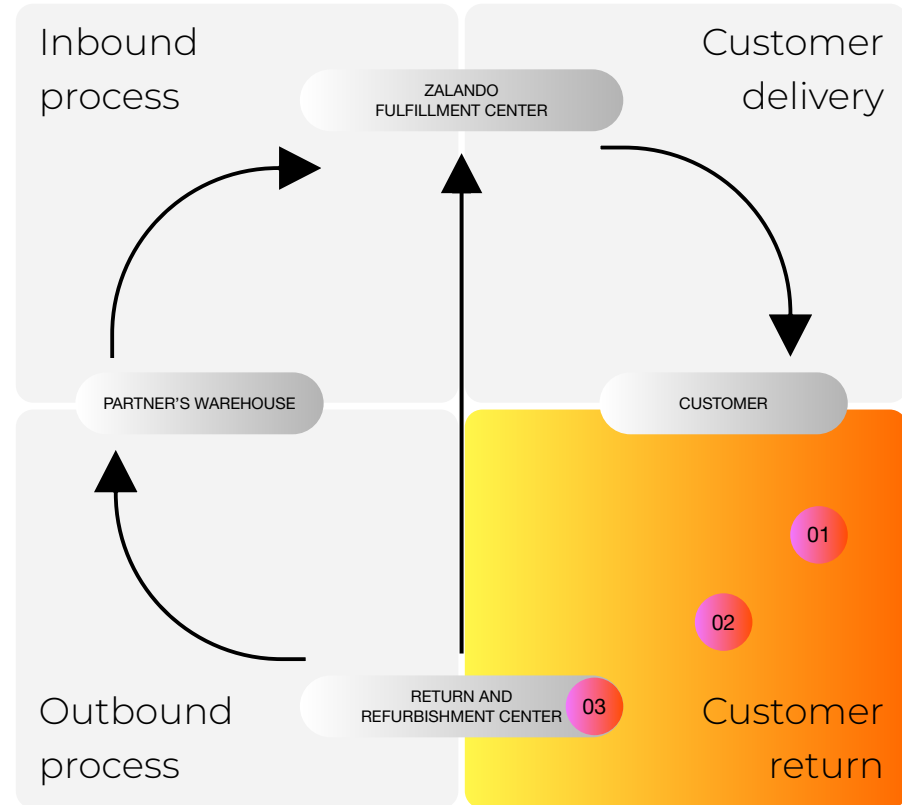 Inbound
process
Customer
delivery
ZALANDO
FULFILLMENT CENTER
PARTNER'S WAREHOUSE
CUSTOMER
01
02
RETURN AND
REFURBISHMENT CENTER
03
Outbound
process
Customer
return